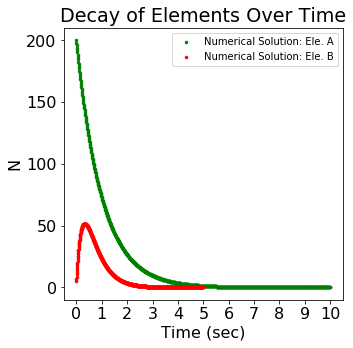 Decay of Elements Over Time
Numerical Solution: Ele. A
Numerical Solution: Ele. B
200
150
100
50
0
N
0 1 2 3 4 5 6 7 8 9 10
Time (sec)